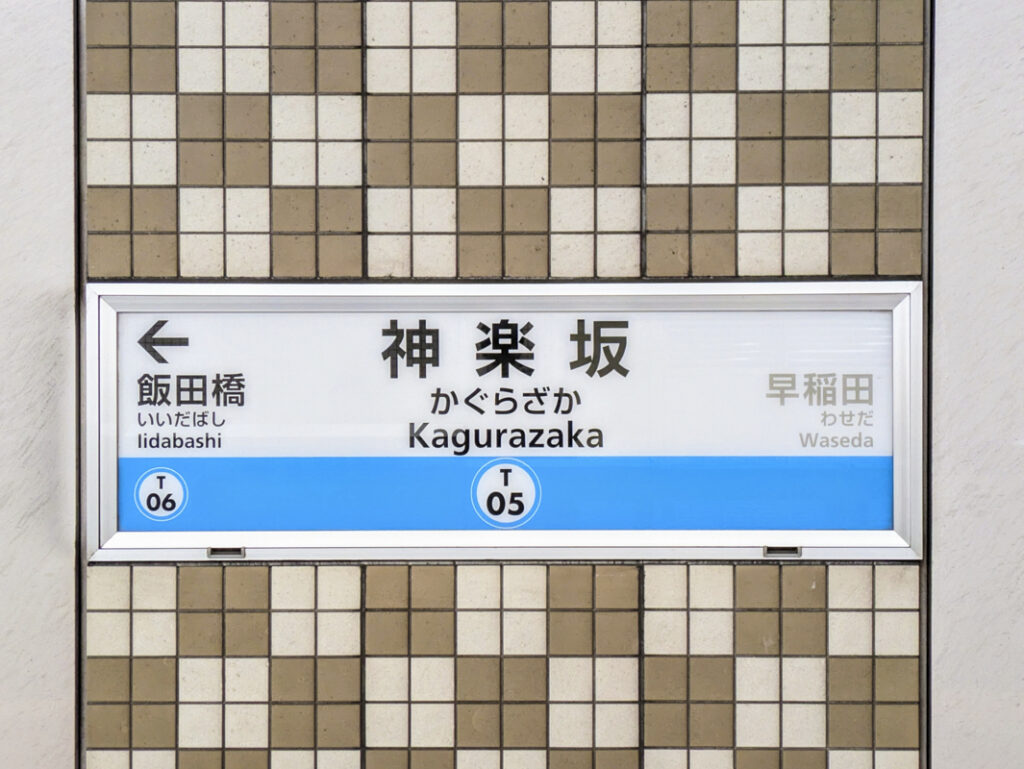 ←
神楽坂
かぐらざか
Kagurazaka
飯田橋
いいだばし
Iidabashi
早稲田
わせだ
Waseda
T
06
T
05